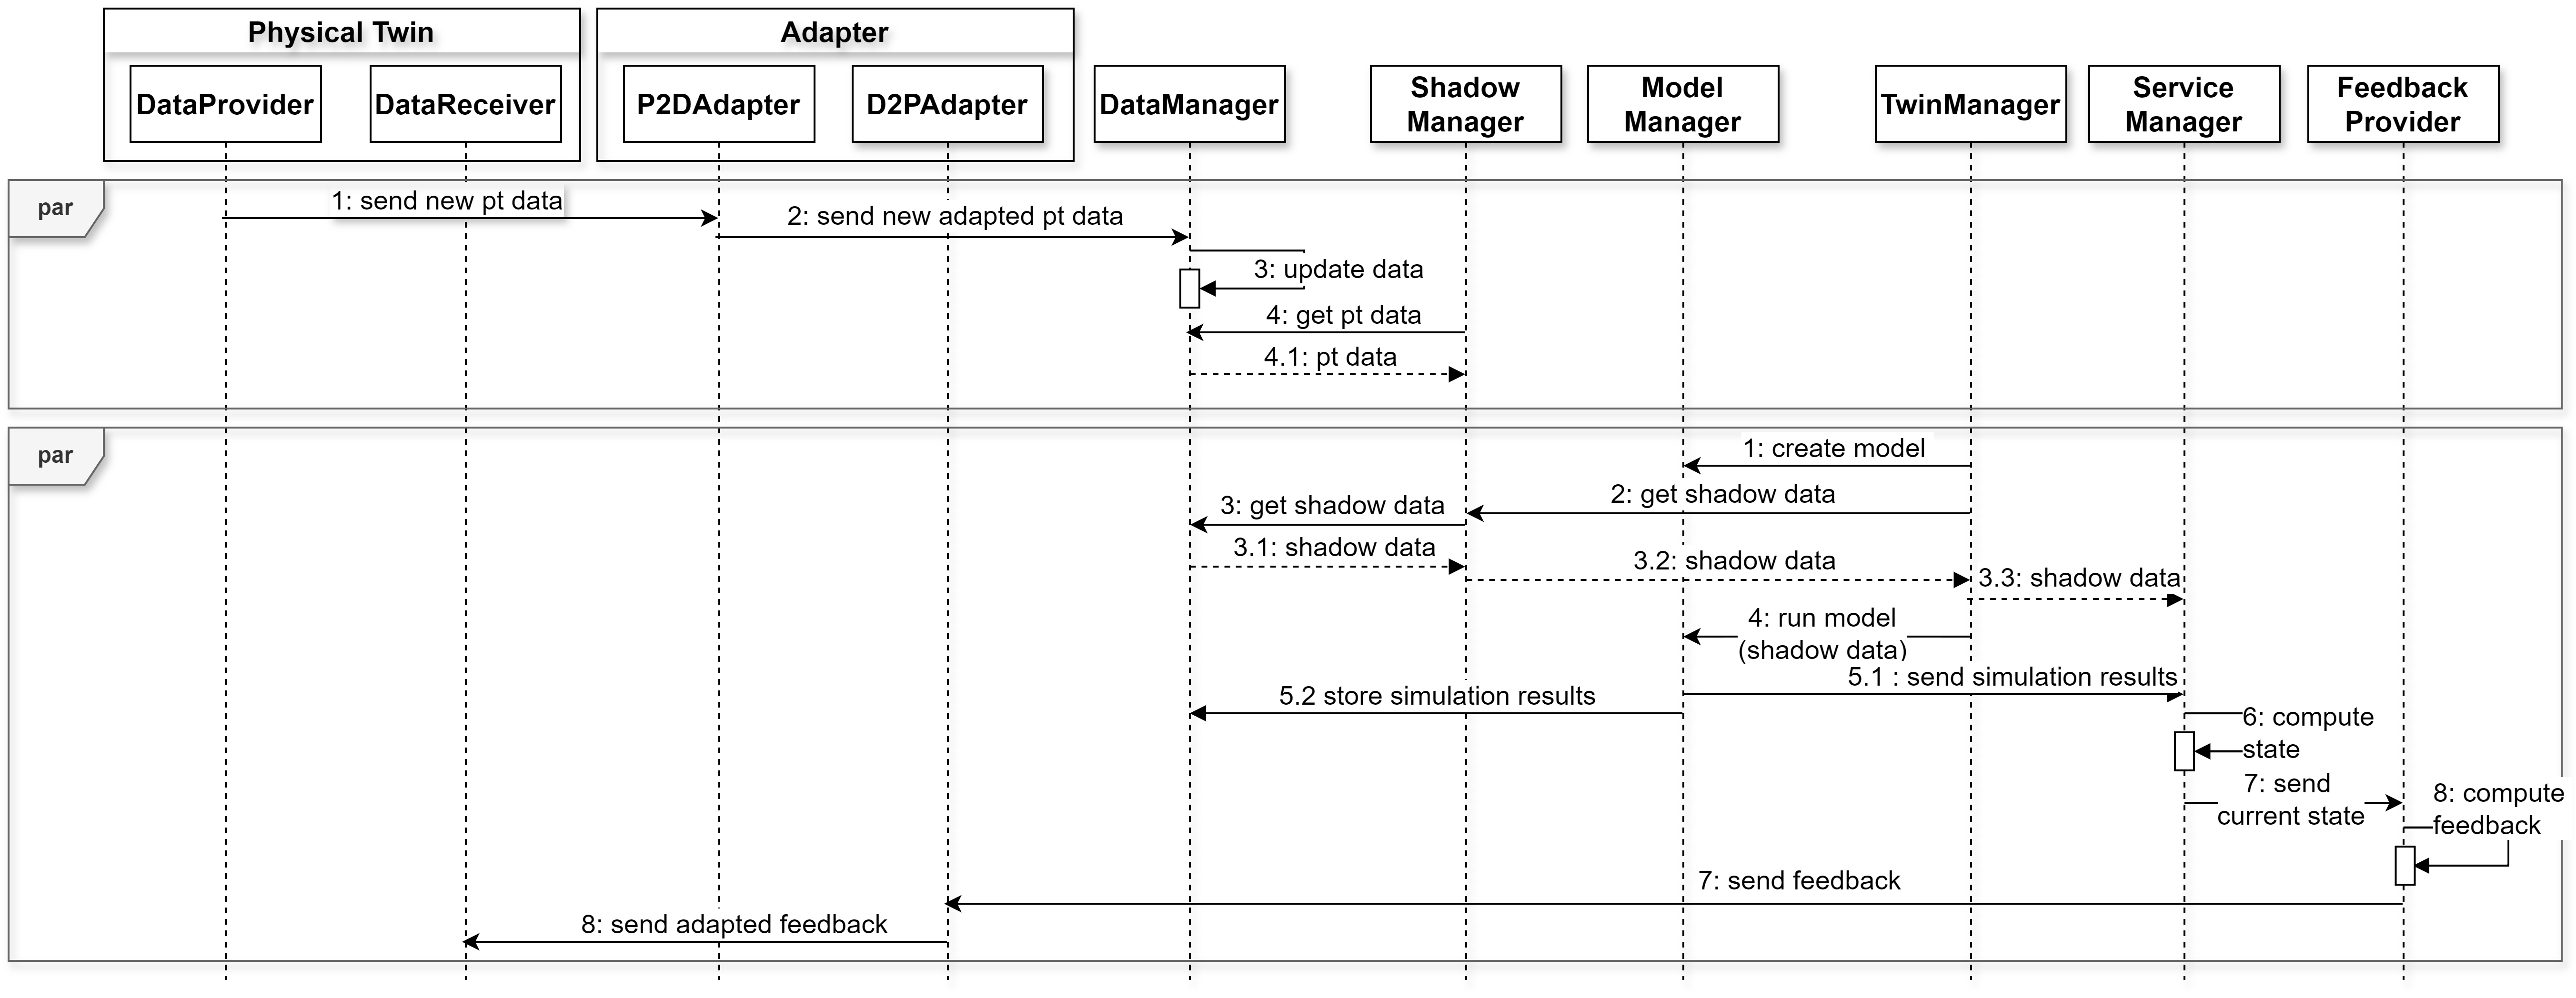 Physical Twin
Adapter
DataProvider
DataReceiver
P2DAdapter
D2PAdapter
DataManager
Shadow
Manager
Model
Manager
TwinManager
Service
Manager
Feedback
Provider
par
1: send new pt data
2: send new adapted pt data
3: update data
4: get pt data
4.1: pt data
par
1: create model
2: get shadow data
3: get shadow data
3.1: shadow data
3.2: shadow data
3.3: shadow data
4: run model
(shadow data)
5.1 : send simulation results
5.2 store simulation results
6: compute
state
7: send
current state
8: compute
feedback
7: send feedback
8: send adapted feedback